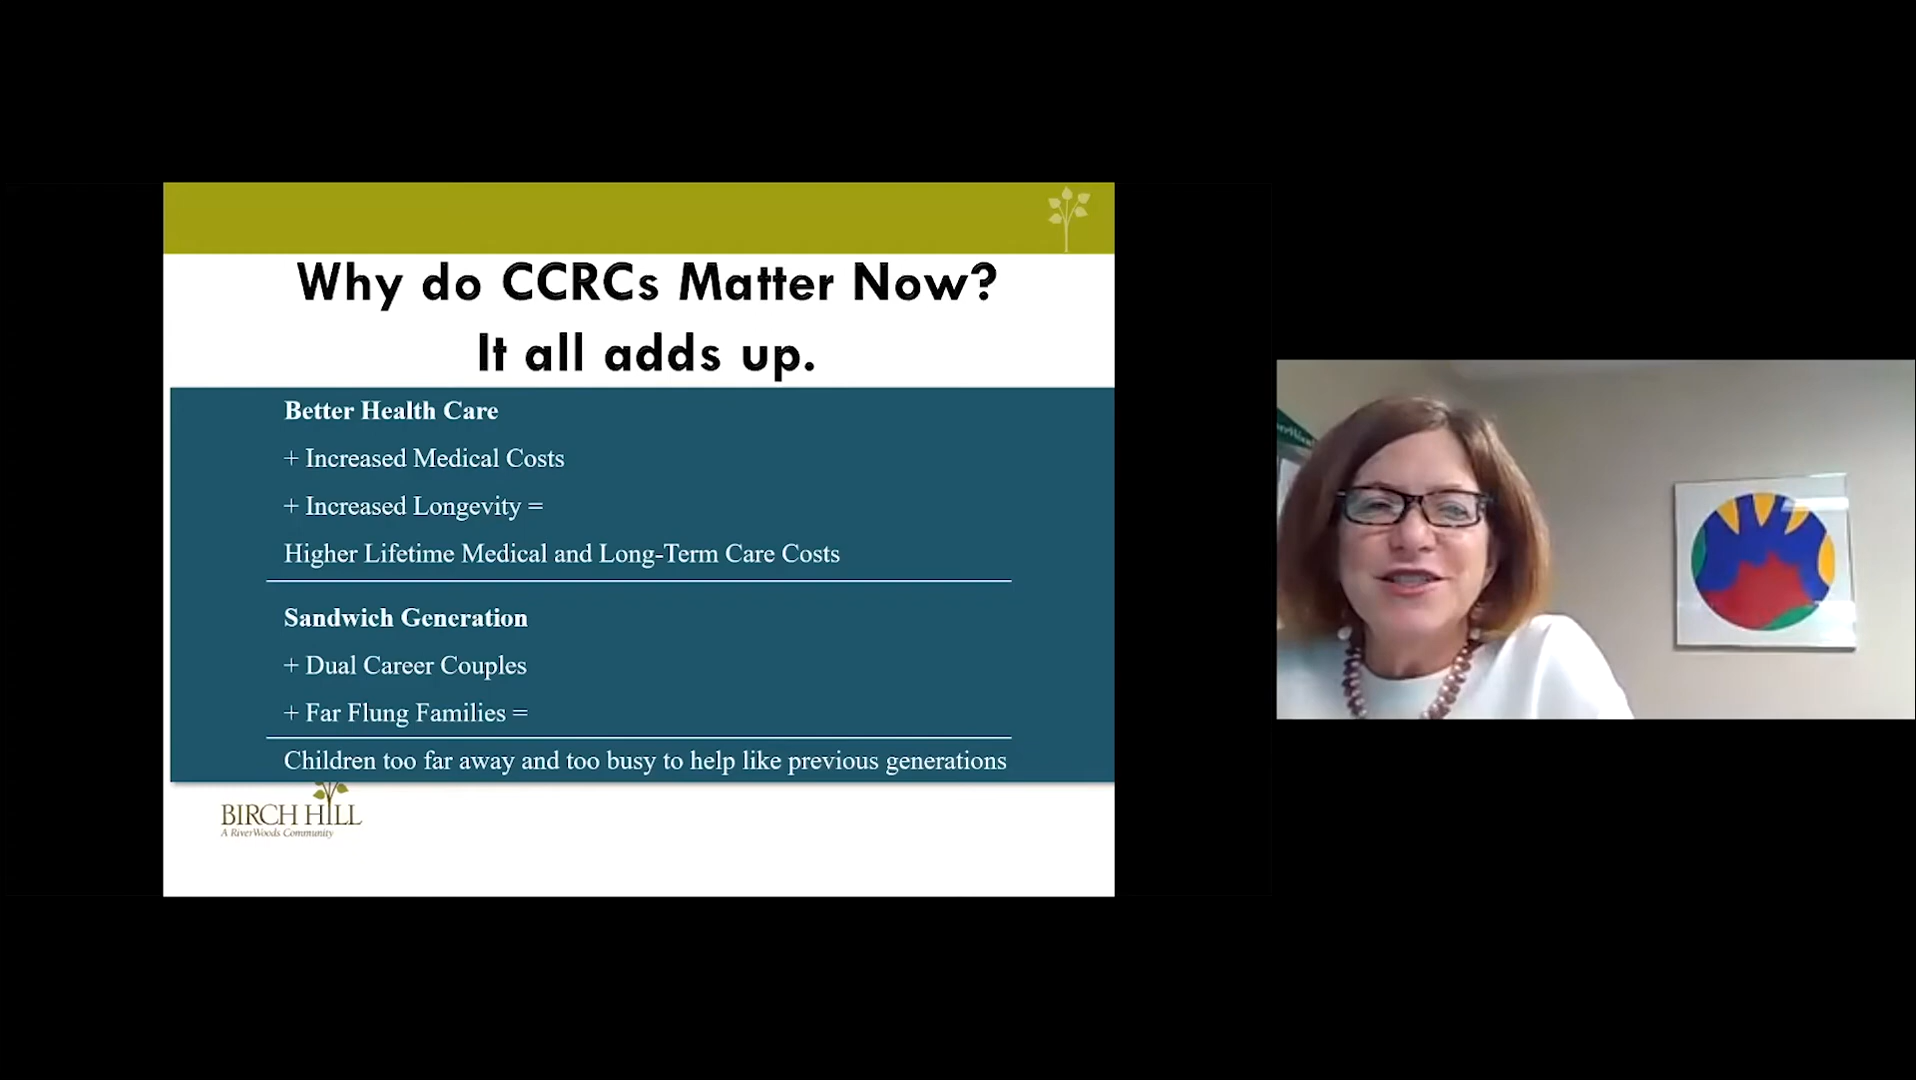 Why do CCRCs Matter Now?
It all adds up.
Better Health Care
+ Increased Medical Costs
+ Increased Longevity =
Higher Lifetime Medical and Long-Term Care Costs
Sandwich Generation
+ Dual Career Couples
+ Far Flung Families =
Children too far away and too busy to help like previous generations
BIRCH HILL
A RiverWoods Community